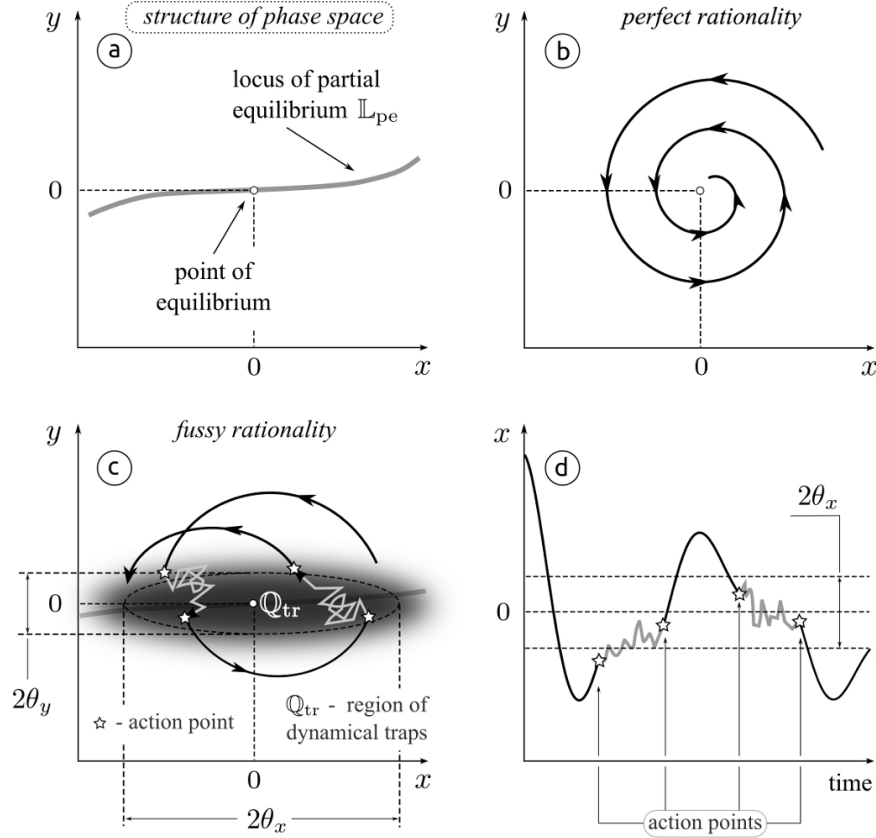 y
structure of phase space
a
locus of partial
equilibrium 𝕃pe
0
point of
equilibrium
0
x
y
perfect rationality
b
0
0
x
y
fussy rationality
c
0
ℚtr
2θy
☆ - action point
ℚtr - region of
dynamical traps
0
x
2θx
x
d
2θx
0
time
action points